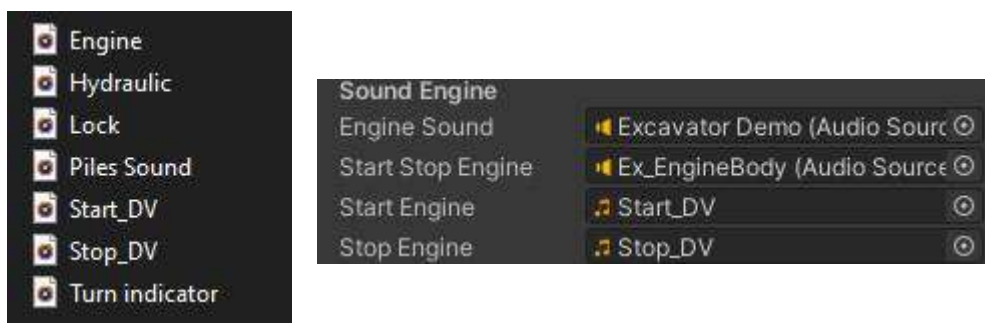 Engine
Hydraulic
Lock
Piles Sound
Start_DV
Stop_DV
Turn indicator
Sound Engine
Engine Sound Excavator Demo (Audio Sourc
Start Stop Engine Ex_EngineBody (Audio Source
Start Engine Start_DV
Stop Engine Stop_DV